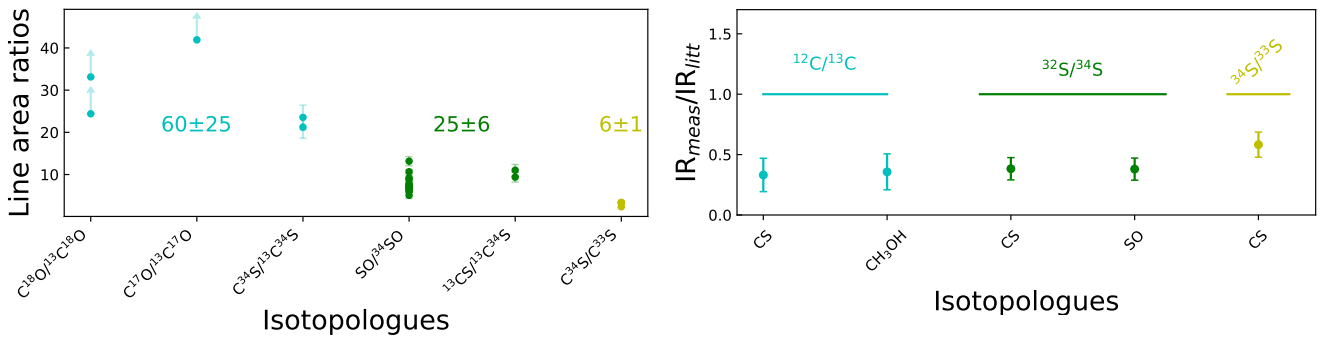 Line area ratios
40
30
20
10
60±25
25±6
6±1
C¹⁸O/¹³C¹⁸O
C¹⁷O/¹³C¹⁷O
C³⁴S/¹³C³⁴S
SO/³⁴SO
¹³CS/¹³C³⁴S
C³⁴S/C³³S
Isotopologues
IR_meas/IR_litt
1.5
1.0
0.5
0.0
¹²C/¹³C
³²S/³⁴S
³⁴S/³³S
CS
CH₃OH
CS
SO
CS
Isotopologues